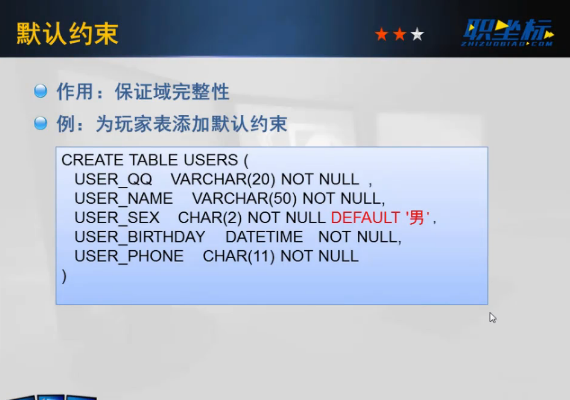 默认约束
职坐标
ZHIZUOBIAO.COM
作用：保证域完整性
例：为玩家表添加默认约束
CREATE TABLE USERS (
USER_QQ VARCHAR(20) NOT NULL ,
USER_NAME VARCHAR(50) NOT NULL,
USER_SEX CHAR(2) NOT NULL DEFAULT '男',
USER_BIRTHDAY DATETIME NOT NULL,
USER_PHONE CHAR(11) NOT NULL
)